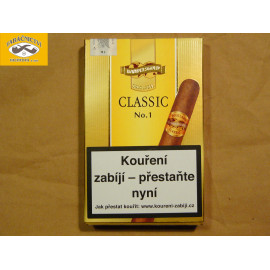 CLASSIC
No. 1
Kouření
zabíjí – přestaňte
nyní
Jak přestat kouřit: www.koureni-zabiji.cz